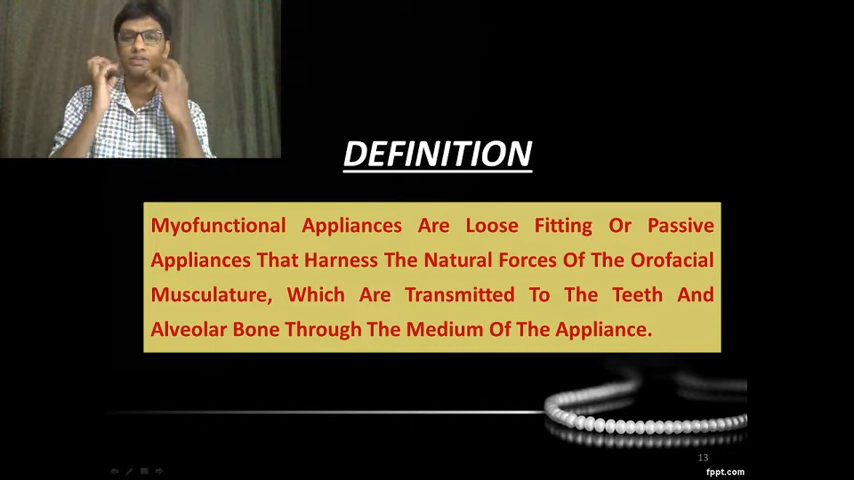 DEFINITION
Myofunctional Appliances Are Loose Fitting Or Passive
Appliances That Harness The Natural Forces Of The Orofacial
Musculature, Which Are Transmitted To The Teeth And
Alveolar Bone Through The Medium Of The Appliance.
13
fppt.com